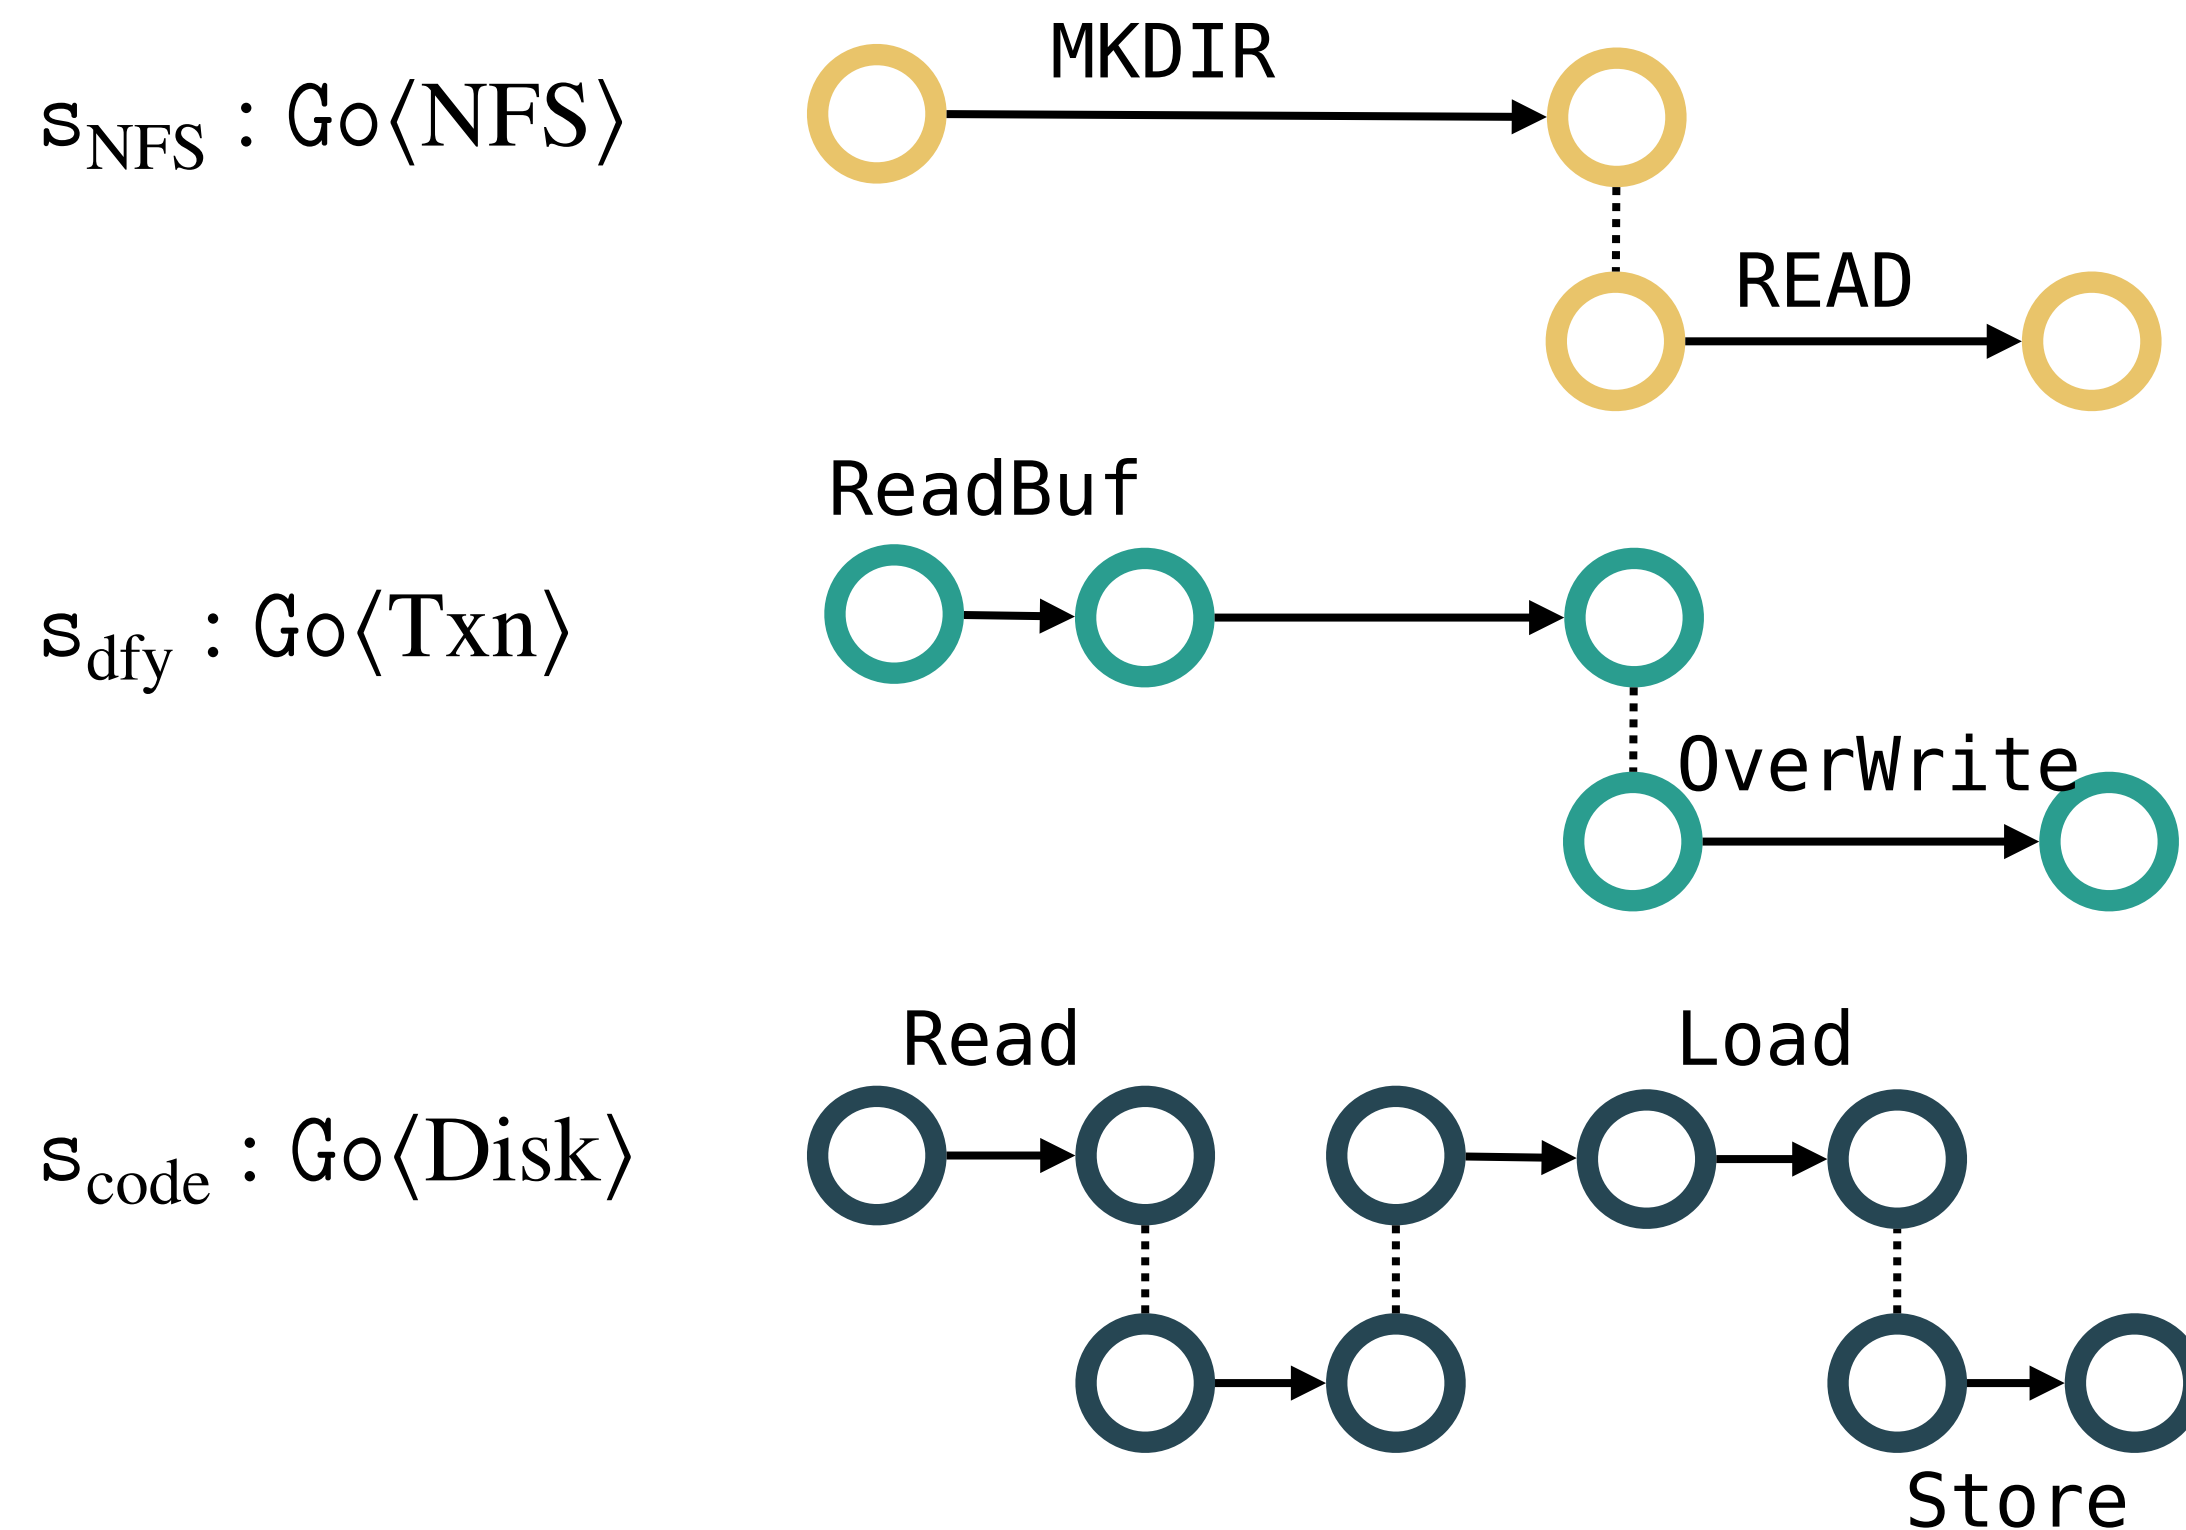 s_NFS : Go⟨NFS⟩
MKDIR
READ
ReadBuf
s_dfy : Go⟨Txn⟩
OverWrite
Read
Load
s_code : Go⟨Disk⟩
Store